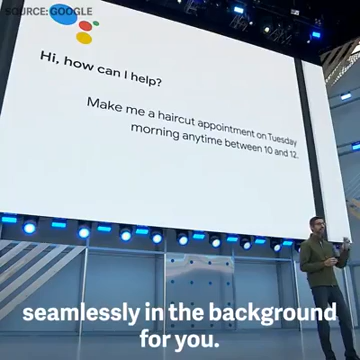 SOURCE: GOOGLE
Hi, how can I help?
Make me a haircut appointment on Tuesday
morning anytime between 10 and 12.
seamlessly in the background
for you.